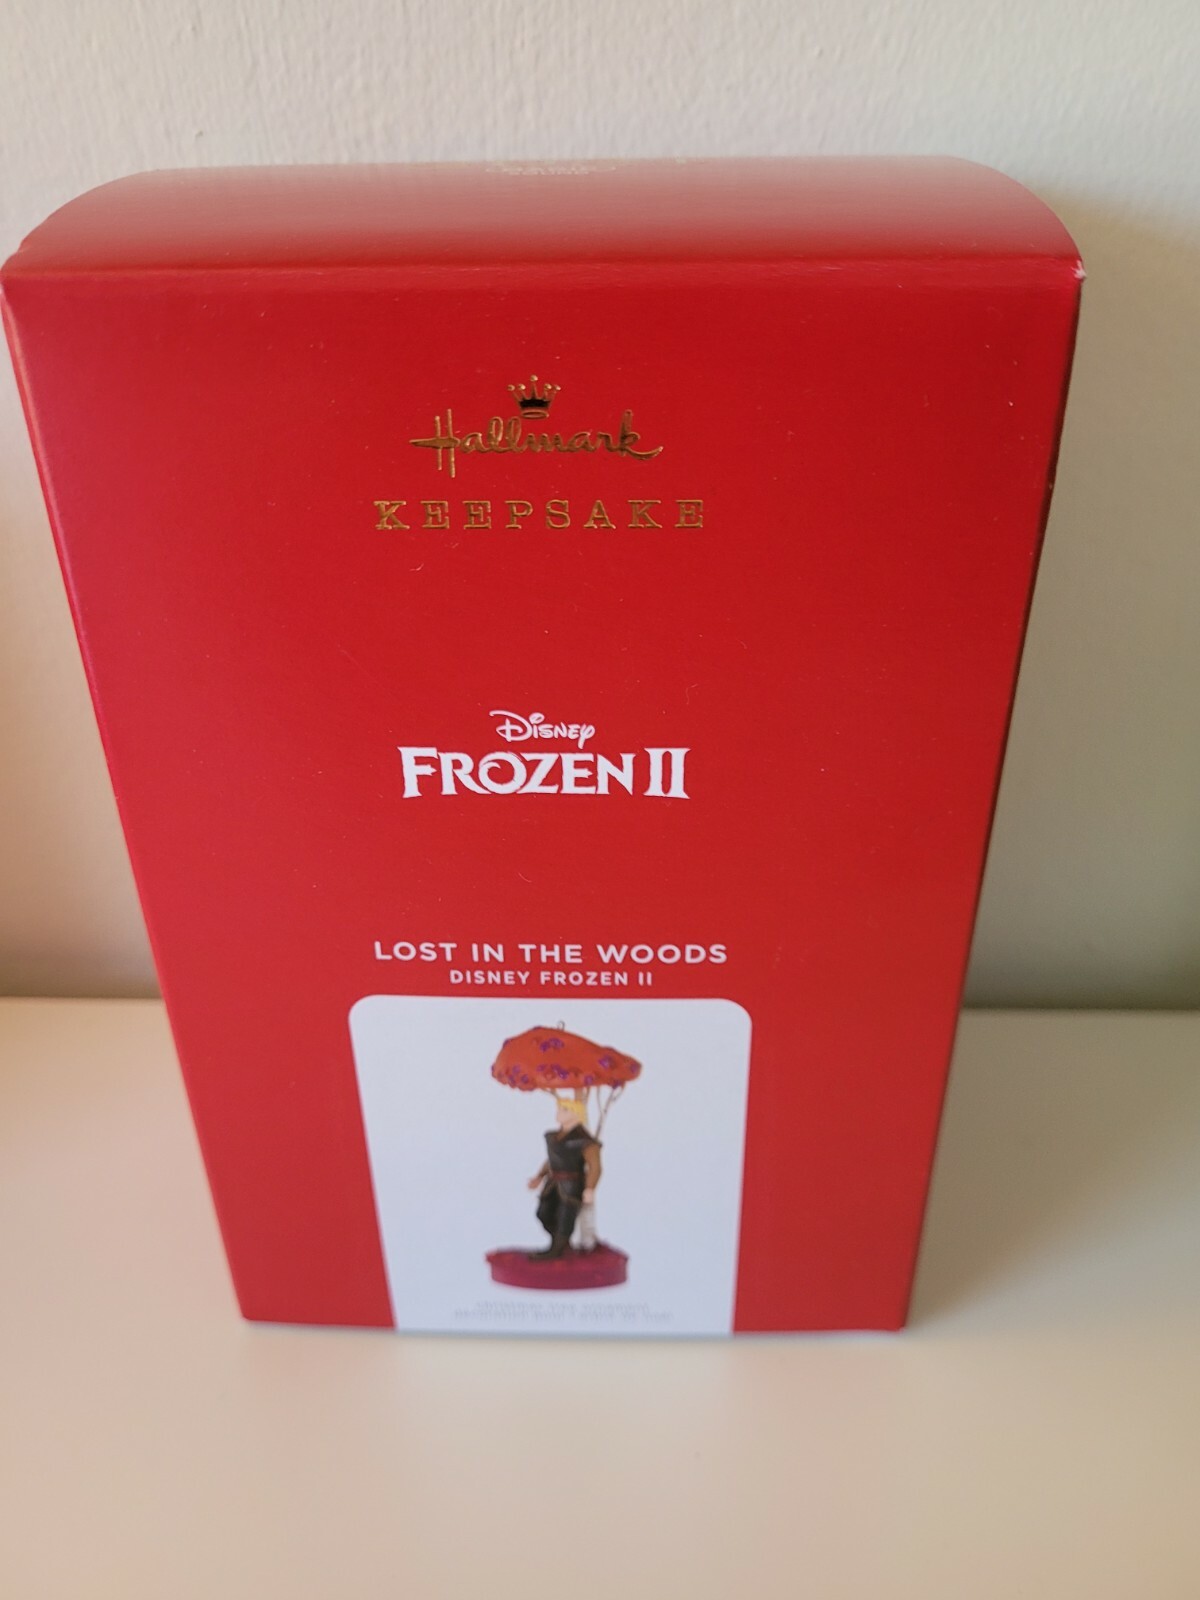 Hallmark
KEEPSAKE
Disney
FROZEN II
LOST IN THE WOODS
DISNEY FROZEN II